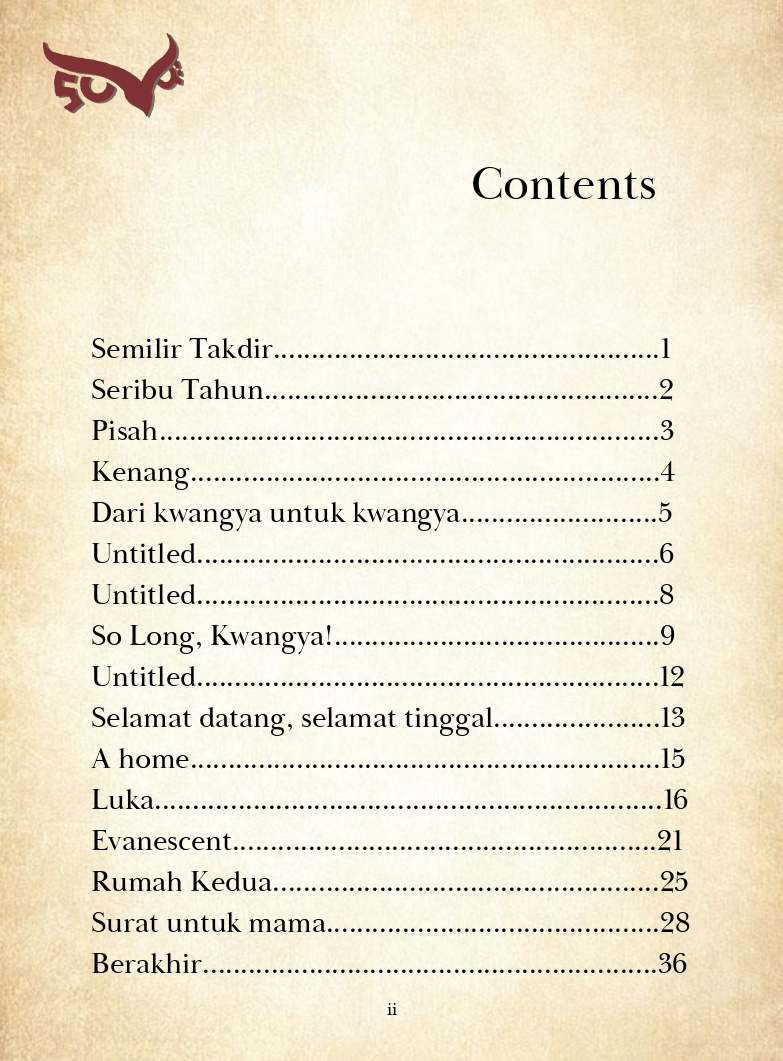 Contents
Semilir Takdir..................................................1
Seribu Tahun...................................................2
Pisah................................................................3
Kenang.............................................................4
Dari kwangya untuk kwangya.........................5
Untitled............................................................6
Untitled............................................................8
So Long, Kwangya!..........................................9
Untitled............................................................12
Selamat datang, selamat tinggal.....................13
A home.............................................................15
Luka..................................................................16
Evanescent.......................................................21
Rumah Kedua..................................................25
Surat untuk mama...........................................28
Berakhir...........................................................36
ii